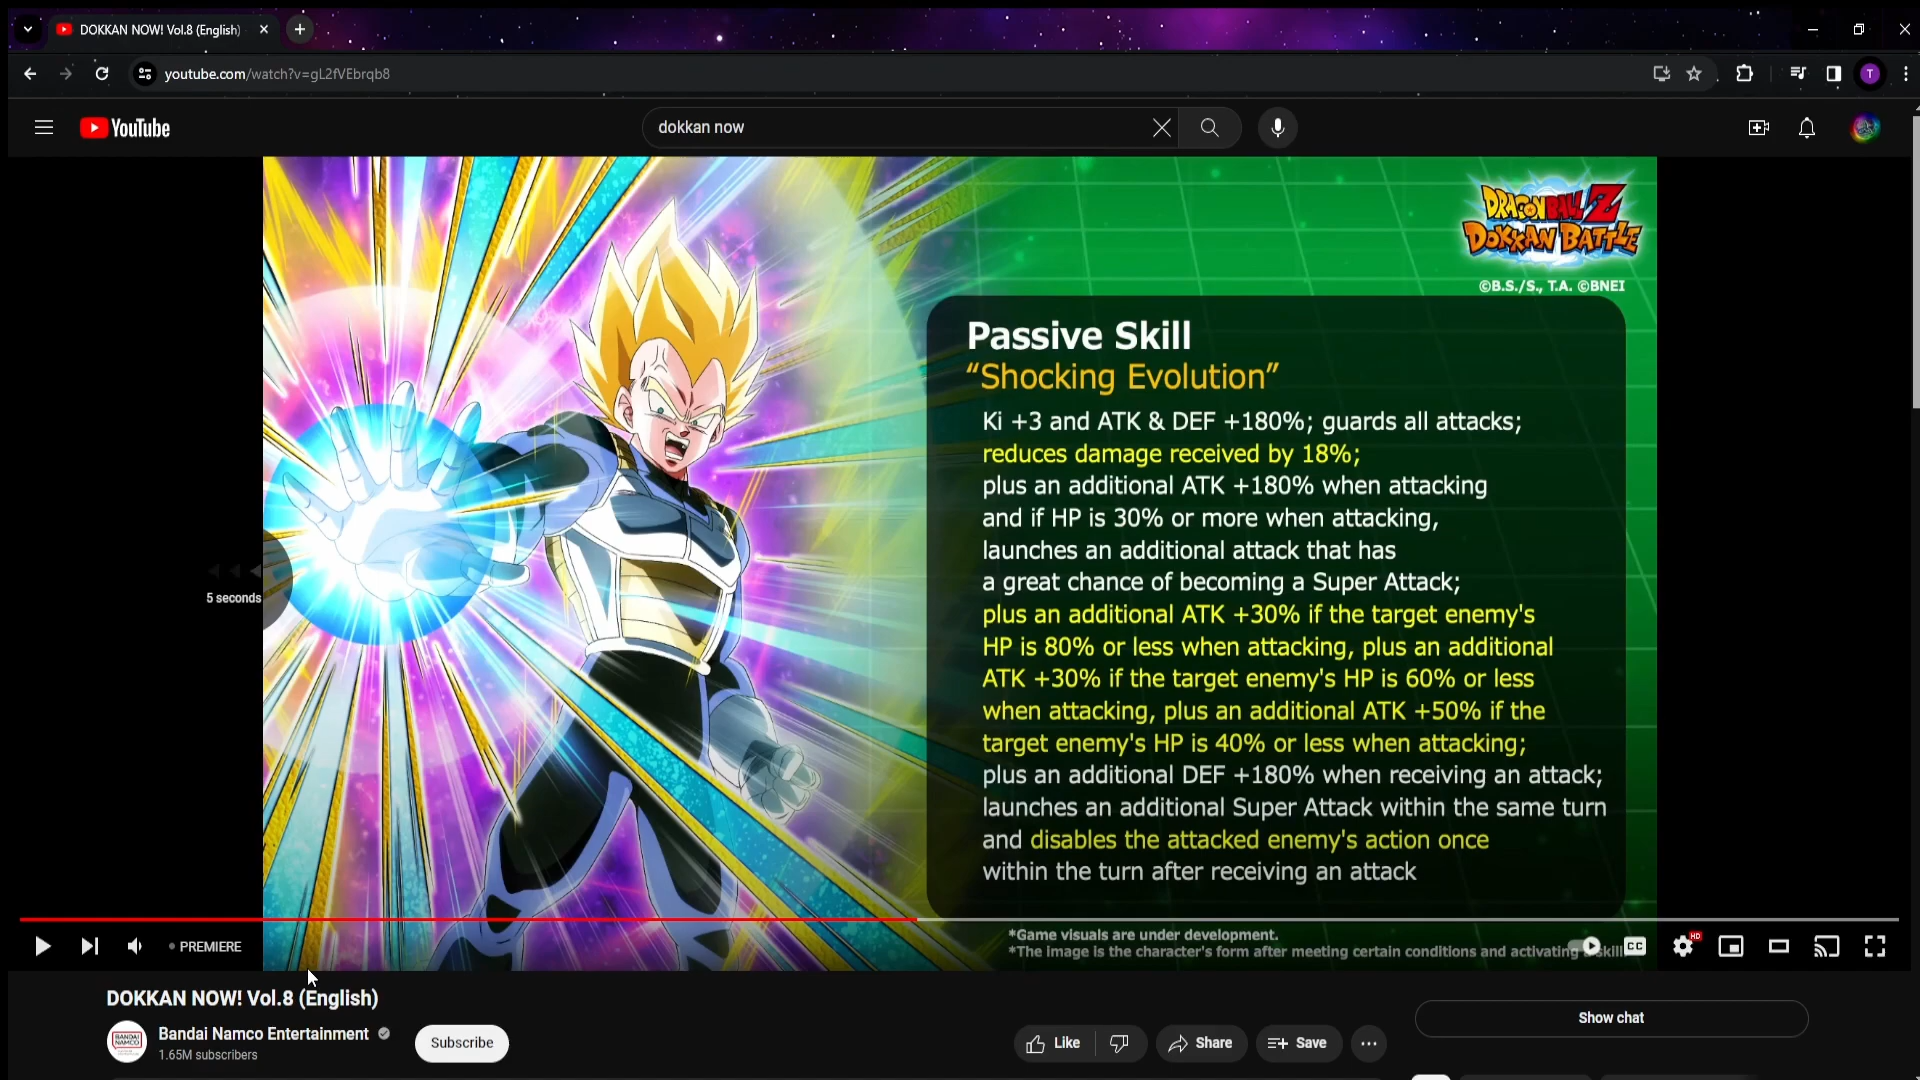 DOKKAN NOW! Vol.8 (English)
youtube.com/watch?v=gL2fVEbrqb8
T
YouTube
dokkan now
DRAGON BALL Z
DOKKAN BATTLE
©B.S./S., T.A. ©BNEI
Passive Skill
“Shocking Evolution”
Ki +3 and ATK & DEF +180%; guards all attacks;
reduces damage received by 18%;
plus an additional ATK +180% when attacking
and if HP is 30% or more when attacking,
launches an additional attack that has
a great chance of becoming a Super Attack;
plus an additional ATK +30% if the target enemy's
HP is 80% or less when attacking, plus an additional
ATK +30% if the target enemy's HP is 60% or less
when attacking, plus an additional ATK +50% if the
target enemy's HP is 40% or less when attacking;
plus an additional DEF +180% when receiving an attack;
launches an additional Super Attack within the same turn
and disables the attacked enemy's action once
within the turn after receiving an attack
5 seconds
*Game visuals are under development.
*The image is the character's form after meeting certain conditions and activating a skill.
• PREMIERE
CC
HD
DOKKAN NOW! Vol.8 (English)
BANDAI
NAMCO
Bandai Namco Entertainment
1.65M subscribers
Subscribe
Like
Share
Save
Show chat